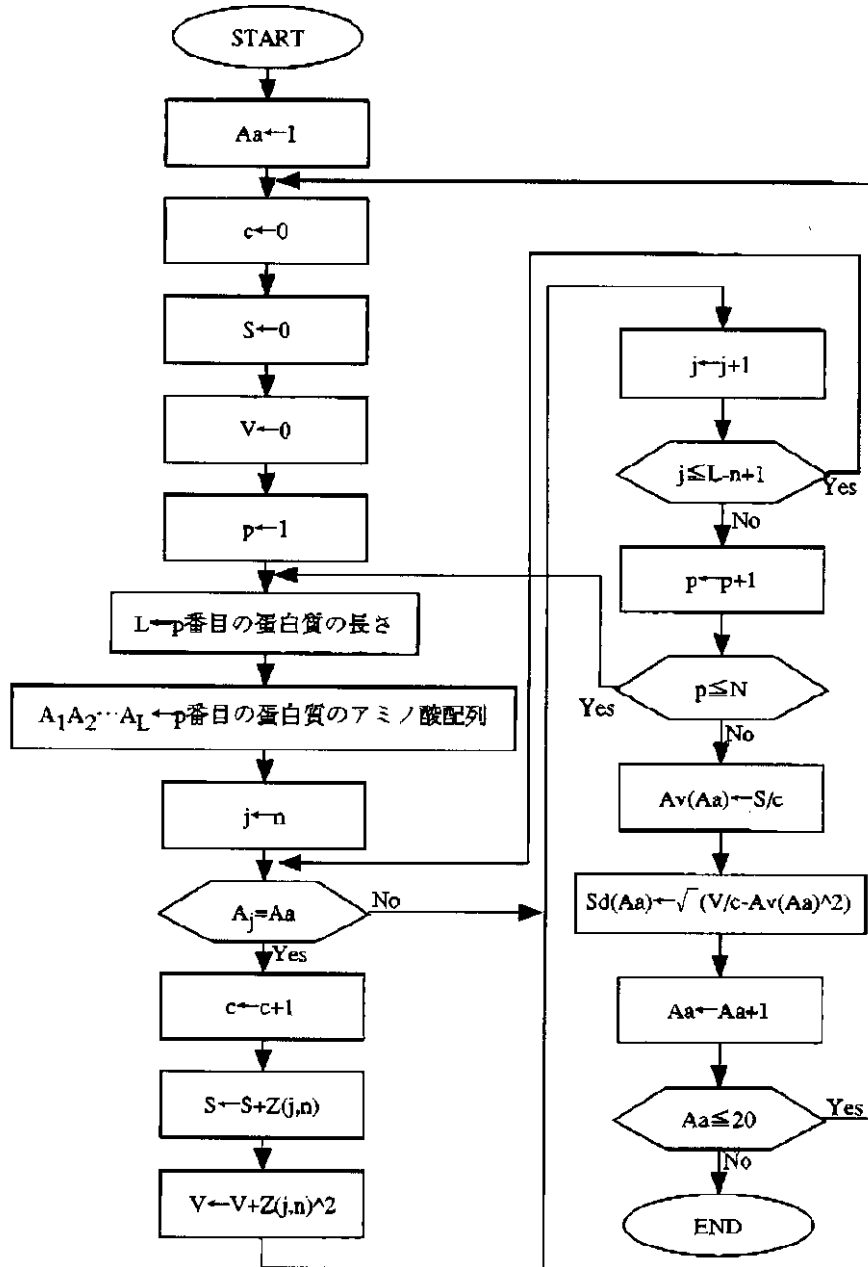 START
Aa←1
c←0
S←0
V←0
p←1
L←p番目の蛋白質の長さ
A1A2…AL←p番目の蛋白質のアミノ酸配列
j←n
Aj=Aa
No
Yes
c←c+1
S←S+Z(j,n)
V←V+Z(j,n)^2
j←j+1
j≦L-n+1
Yes
No
p←p+1
p≦N
Yes
No
Av(Aa)←S/c
Sd(Aa)←√(V/c-Av(Aa)^2)
Aa←Aa+1
Aa≦20
Yes
No
END